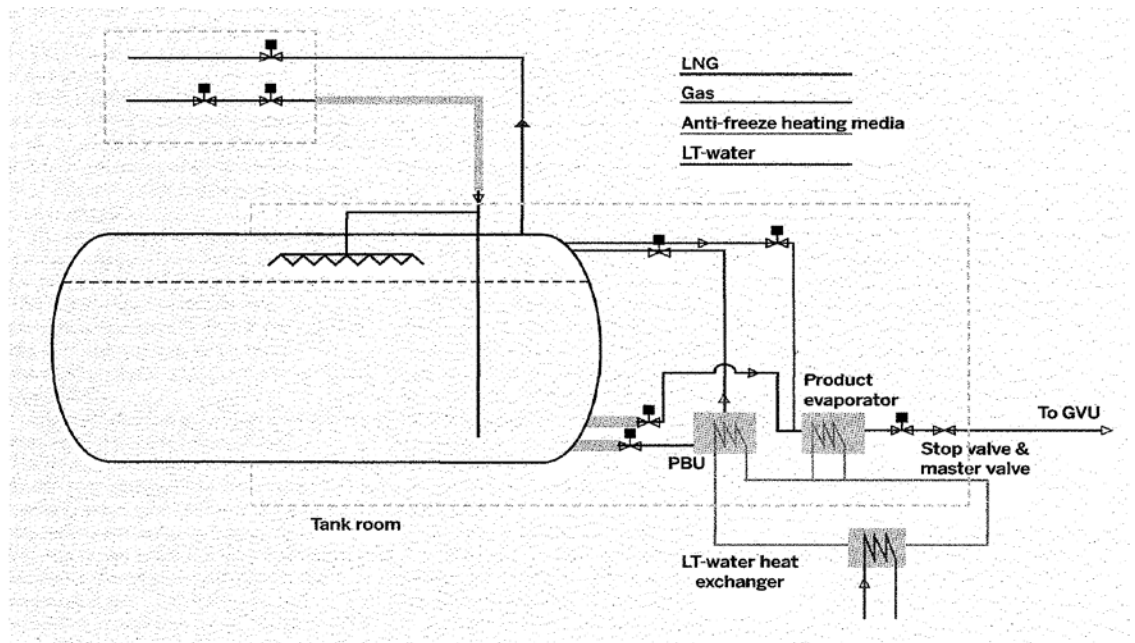 LNG
Gas
Anti-freeze heating media
LT-water
Product
evaporator
To GVU
PBU
Stop valve &
master valve
Tank room
LT-water heat
exchanger